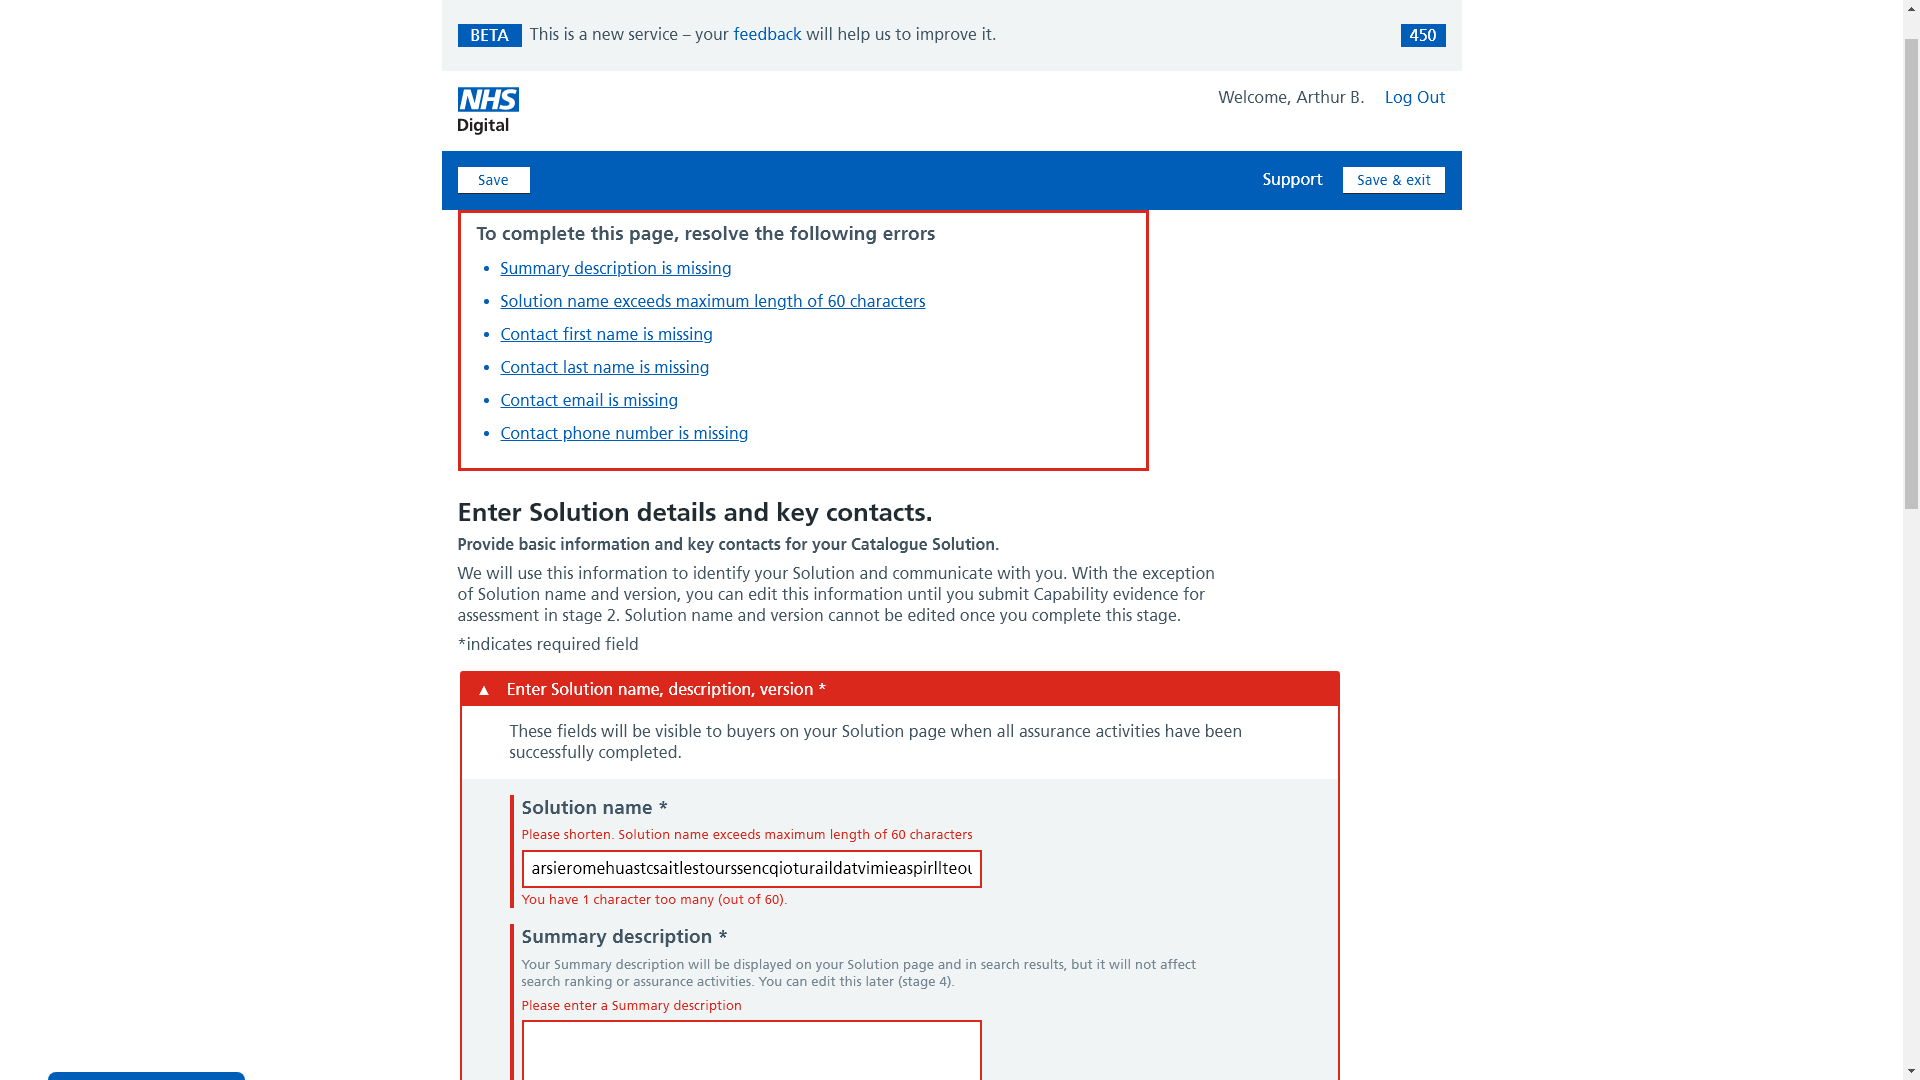 BETA This is a new service – your feedback will help us to improve it. 450
NHS
Digital
Welcome, Arthur B. Log Out
Save Support Save & exit
To complete this page, resolve the following errors
• Summary description is missing
• Solution name exceeds maximum length of 60 characters
• Contact first name is missing
• Contact last name is missing
• Contact email is missing
• Contact phone number is missing
Enter Solution details and key contacts.
Provide basic information and key contacts for your Catalogue Solution.
We will use this information to identify your Solution and communicate with you. With the exception
of Solution name and version, you can edit this information until you submit Capability evidence for
assessment in stage 2. Solution name and version cannot be edited once you complete this stage.
*indicates required field
▲ Enter Solution name, description, version *
These fields will be visible to buyers on your Solution page when all assurance activities have been
successfully completed.
Solution name *
Please shorten. Solution name exceeds maximum length of 60 characters
arsieromehuastcsaitlestourssencqioturaildatvimieaspirllteou
You have 1 character too many (out of 60).
Summary description *
Your Summary description will be displayed on your Solution page and in search results, but it will not affect
search ranking or assurance activities. You can edit this later (stage 4).
Please enter a Summary description